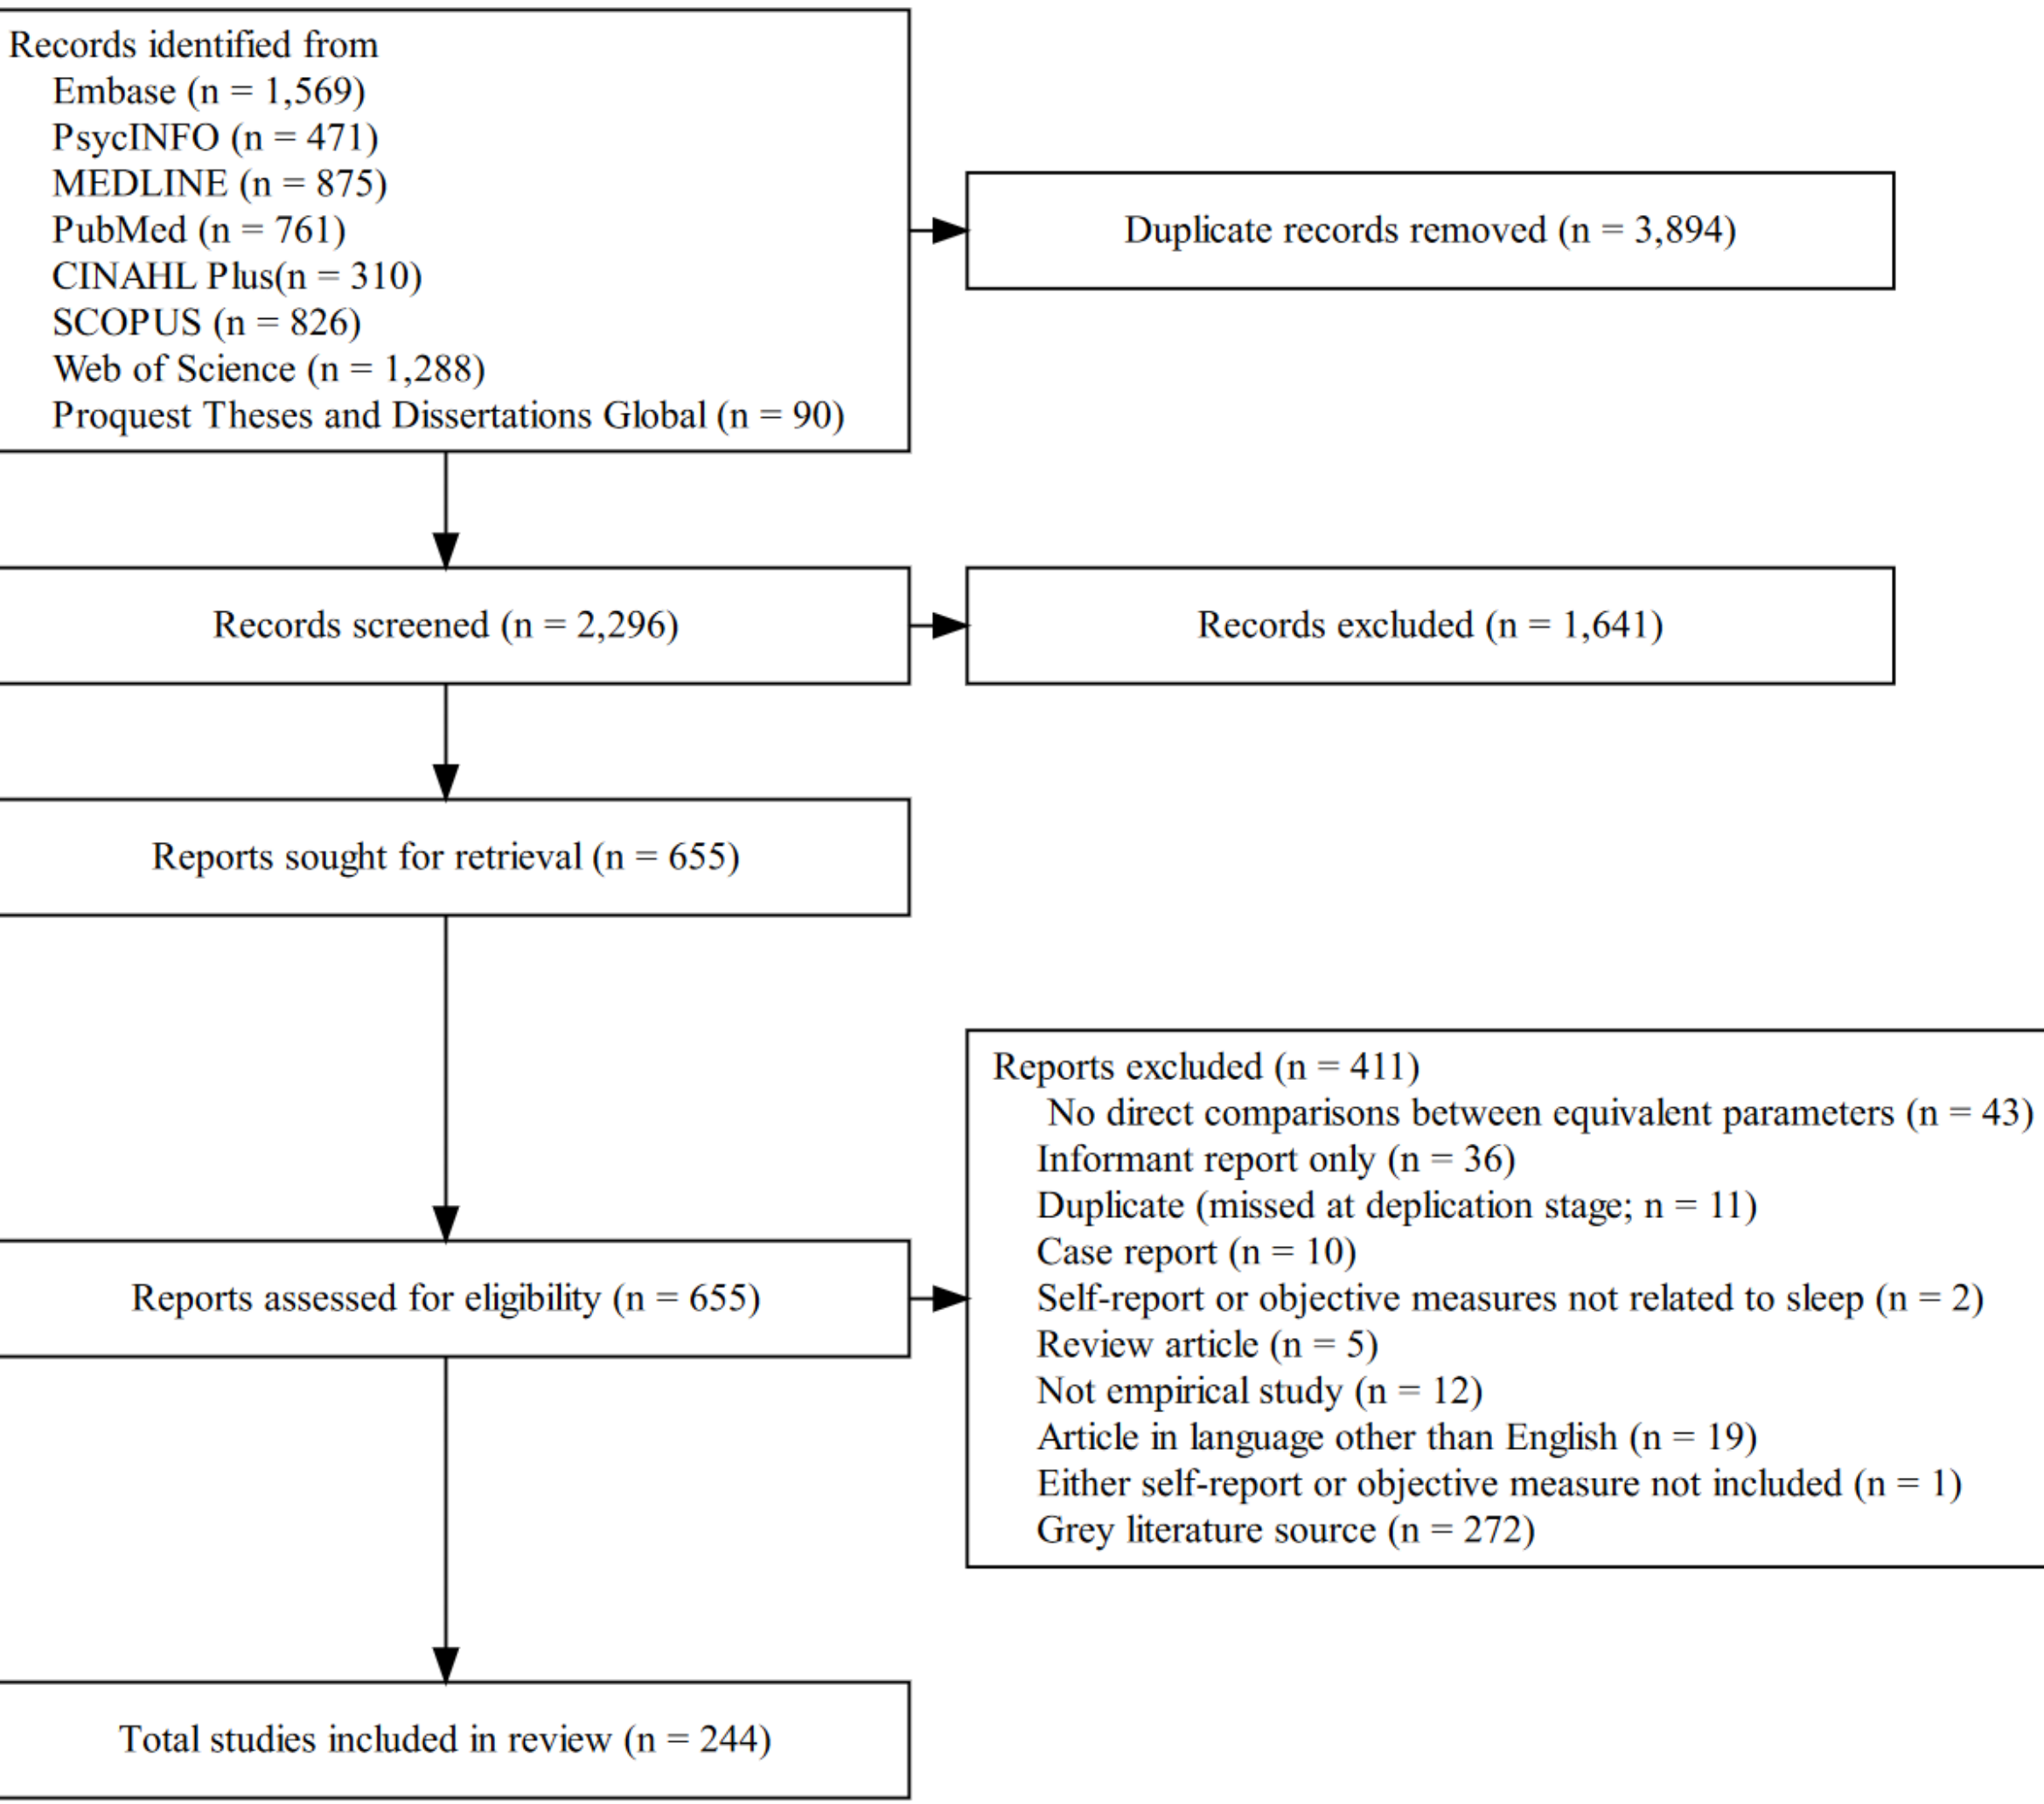 Records identified from
Embase (n = 1,569)
PsycINFO (n = 471)
MEDLINE (n = 875)
PubMed (n = 761)
CINAHL Plus(n = 310)
SCOPUS (n = 826)
Web of Science (n = 1,288)
Proquest Theses and Dissertations Global (n = 90)
Duplicate records removed (n = 3,894)
Records screened (n = 2,296)
Records excluded (n = 1,641)
Reports sought for retrieval (n = 655)
Reports assessed for eligibility (n = 655)
Reports excluded (n = 411)
No direct comparisons between equivalent parameters (n = 43)
Informant report only (n = 36)
Duplicate (missed at deplication stage; n = 11)
Case report (n = 10)
Self-report or objective measures not related to sleep (n = 2)
Review article (n = 5)
Not empirical study (n = 12)
Article in language other than English (n = 19)
Either self-report or objective measure not included (n = 1)
Grey literature source (n = 272)
Total studies included in review (n = 244)